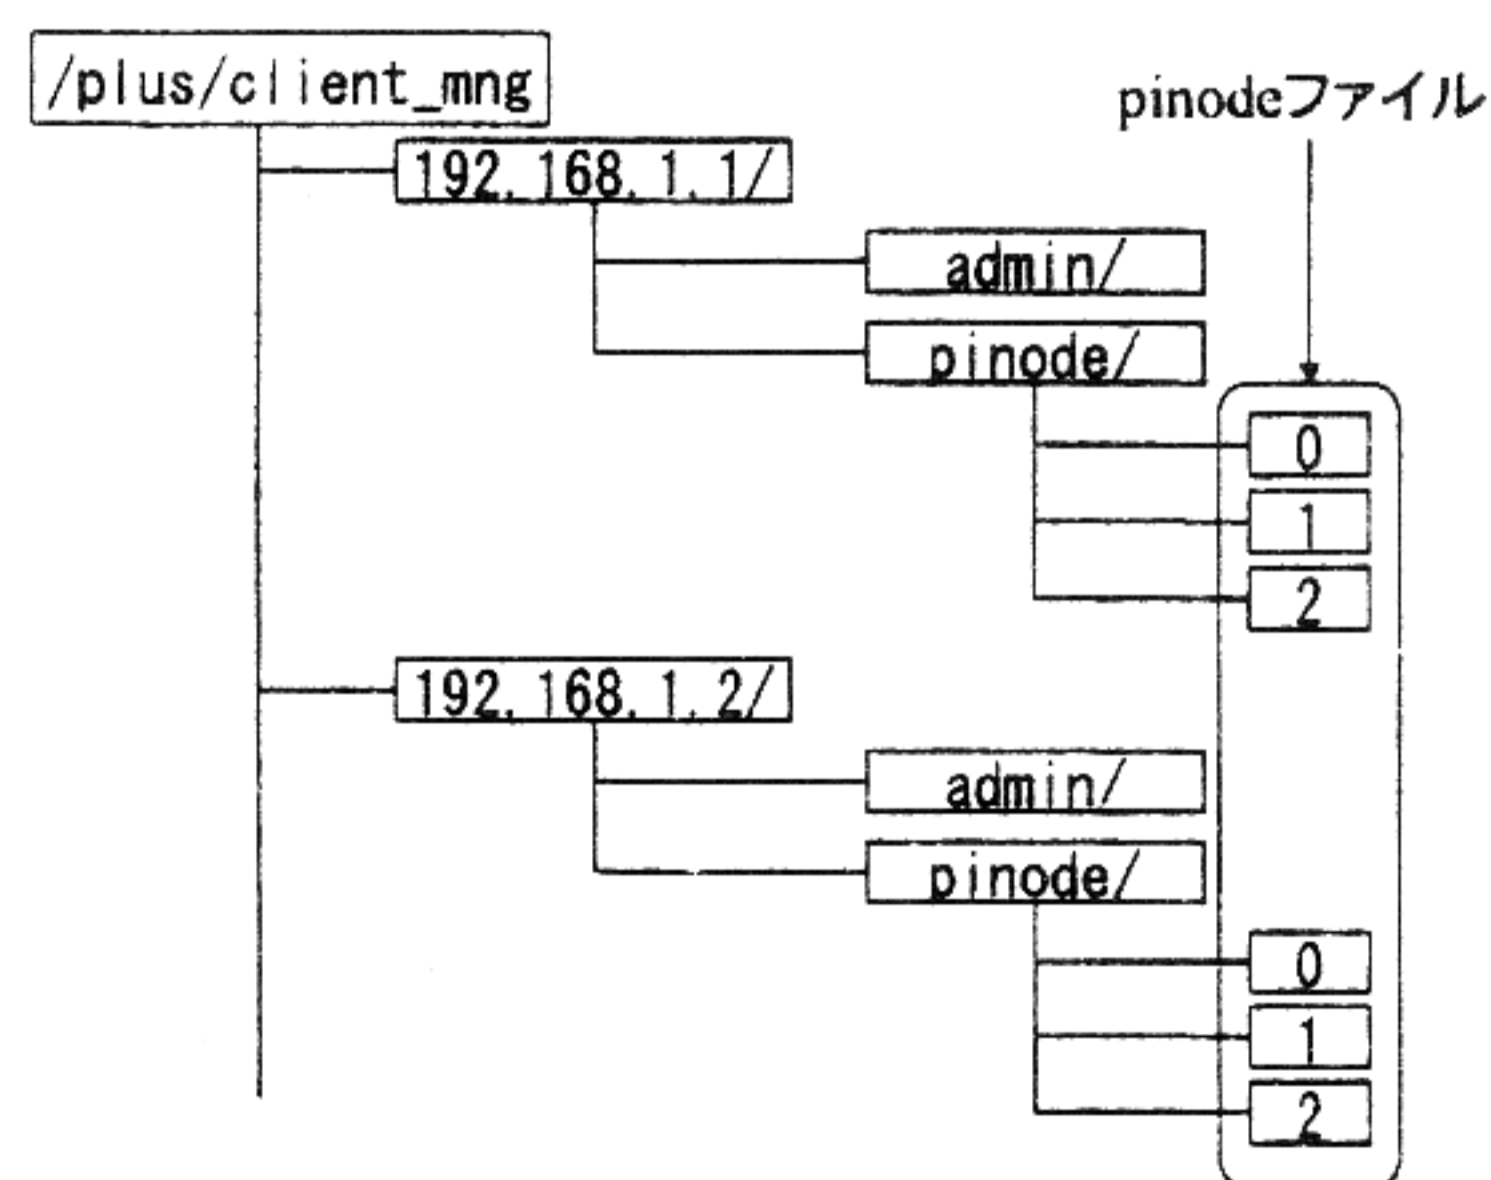 /plus/client_mng
pinodeファイル
192.168.1.1/
admin/
pinode/
0
1
2
192.168.1.2/
admin/
pinode/
0
1
2